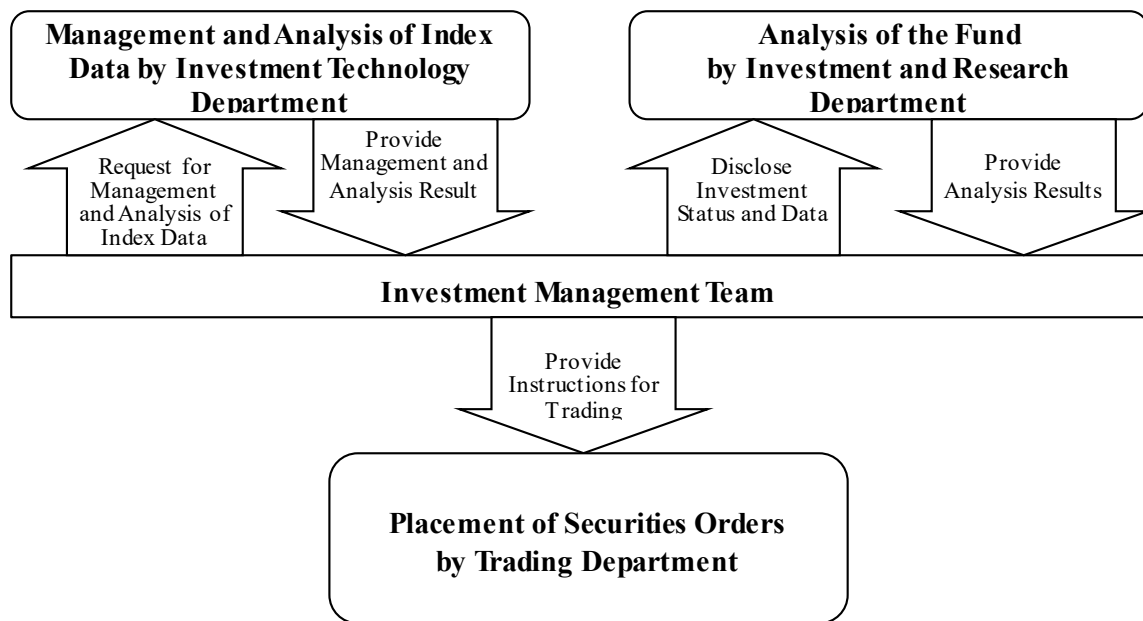 Management and Analysis of Index
Data by Investment Technology
Department
Analysis of the Fund
by Investment and Research
Department
Request for
Management
and Analysis of
Index Data
Provide
Management and
Analysis Result
Disclose
Investment
Status and Data
Provide
Analysis Results
Investment Management Team
Provide
Instructions for
Trading
Placement of Securities Orders
by Trading Department